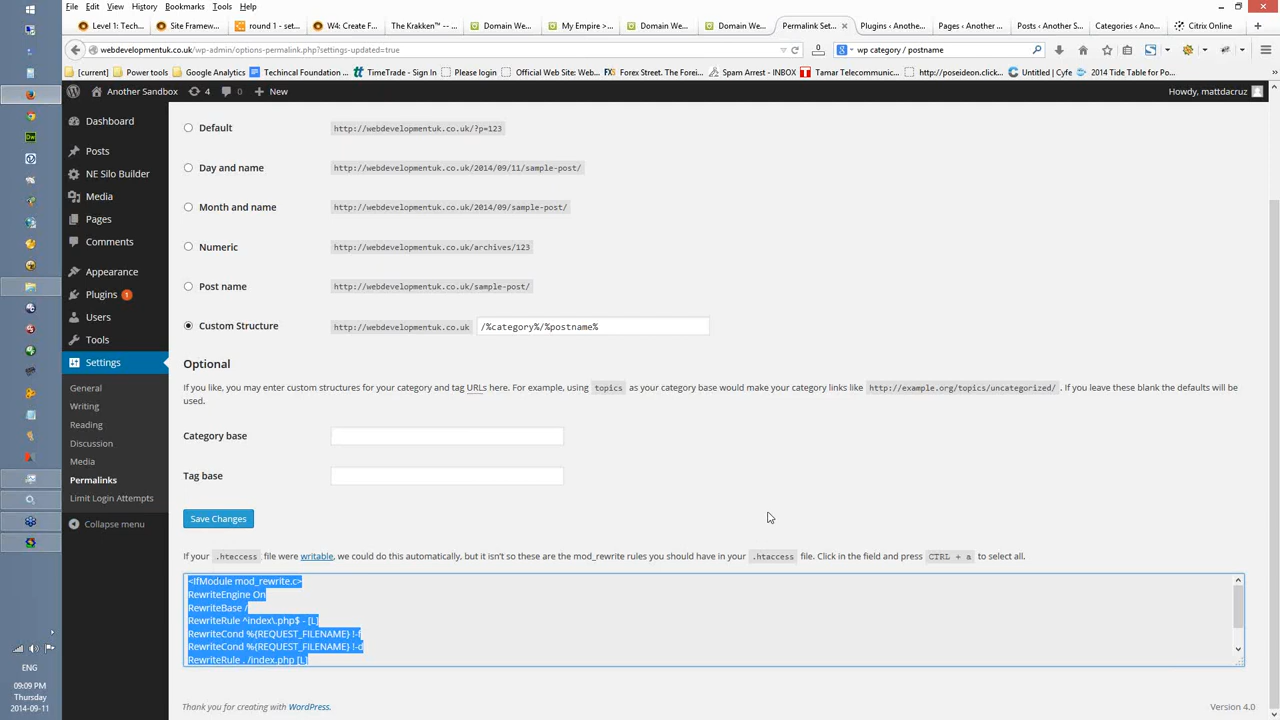 File Edit View History Bookmarks Tools Help
Level 1: Tech...
Site Framew...
round 1 - set...
W4: Create F...
The Krakken™ -...
Domain We...
My Empire >...
Domain We...
Domain We...
Permalink Set...
Plugins ‹ Anothe...
Pages ‹ Another ...
Posts ‹ Another S...
Categories ‹ Ano...
Citrix Online
webdevelopmentuk.co.uk/wp-admin/options-permalink.php?settings-updated=true
wp category / postname
[current]
Power tools
Google Analytics
Techincal Foundation ...
TimeTrade - Sign In
Please login
Official Web Site: Web...
Forex Street. The Forei...
Spam Arrest - INBOX
Tamar Telecommunic...
http://poseidon.click...
Untitled | Cyfe
2014 Tide Table for Po...
Another Sandbox
4
0
New
Howdy, mattdacruz
Dashboard
Posts
NE Silo Builder
Media
Pages
Comments
Appearance
Plugins 1
Users
Tools
Settings
General
Writing
Reading
Discussion
Media
Permalinks
Limit Login Attempts
Collapse menu
Default http://webdevelopmentuk.co.uk/?p=123
Day and name http://webdevelopmentuk.co.uk/2014/09/11/sample-post/
Month and name http://webdevelopmentuk.co.uk/2014/09/sample-post/
Numeric http://webdevelopmentuk.co.uk/archives/123
Post name http://webdevelopmentuk.co.uk/sample-post/
Custom Structure http://webdevelopmentuk.co.uk /%category%/%postname%
Optional
If you like, you may enter custom structures for your category and tag URLs here. For example, using topics as your category base would make your category links like http://example.org/topics/uncategorized/ . If you leave these blank the defaults will be
used.
Category base
Tag base
Save Changes
If your .htaccess file were writable, we could do this automatically, but it isn't so these are the mod_rewrite rules you should have in your .htaccess file. Click in the field and press CTRL + a to select all.
<IfModule mod_rewrite.c>
RewriteEngine On
RewriteBase /
RewriteRule ^index\.php$ - [L]
RewriteCond %{REQUEST_FILENAME} !-f
RewriteCond %{REQUEST_FILENAME} !-d
RewriteRule . /index.php [L]
Thank you for creating with WordPress.
Version 4.0
ENG
09:09 PM
Thursday
2014-09-11